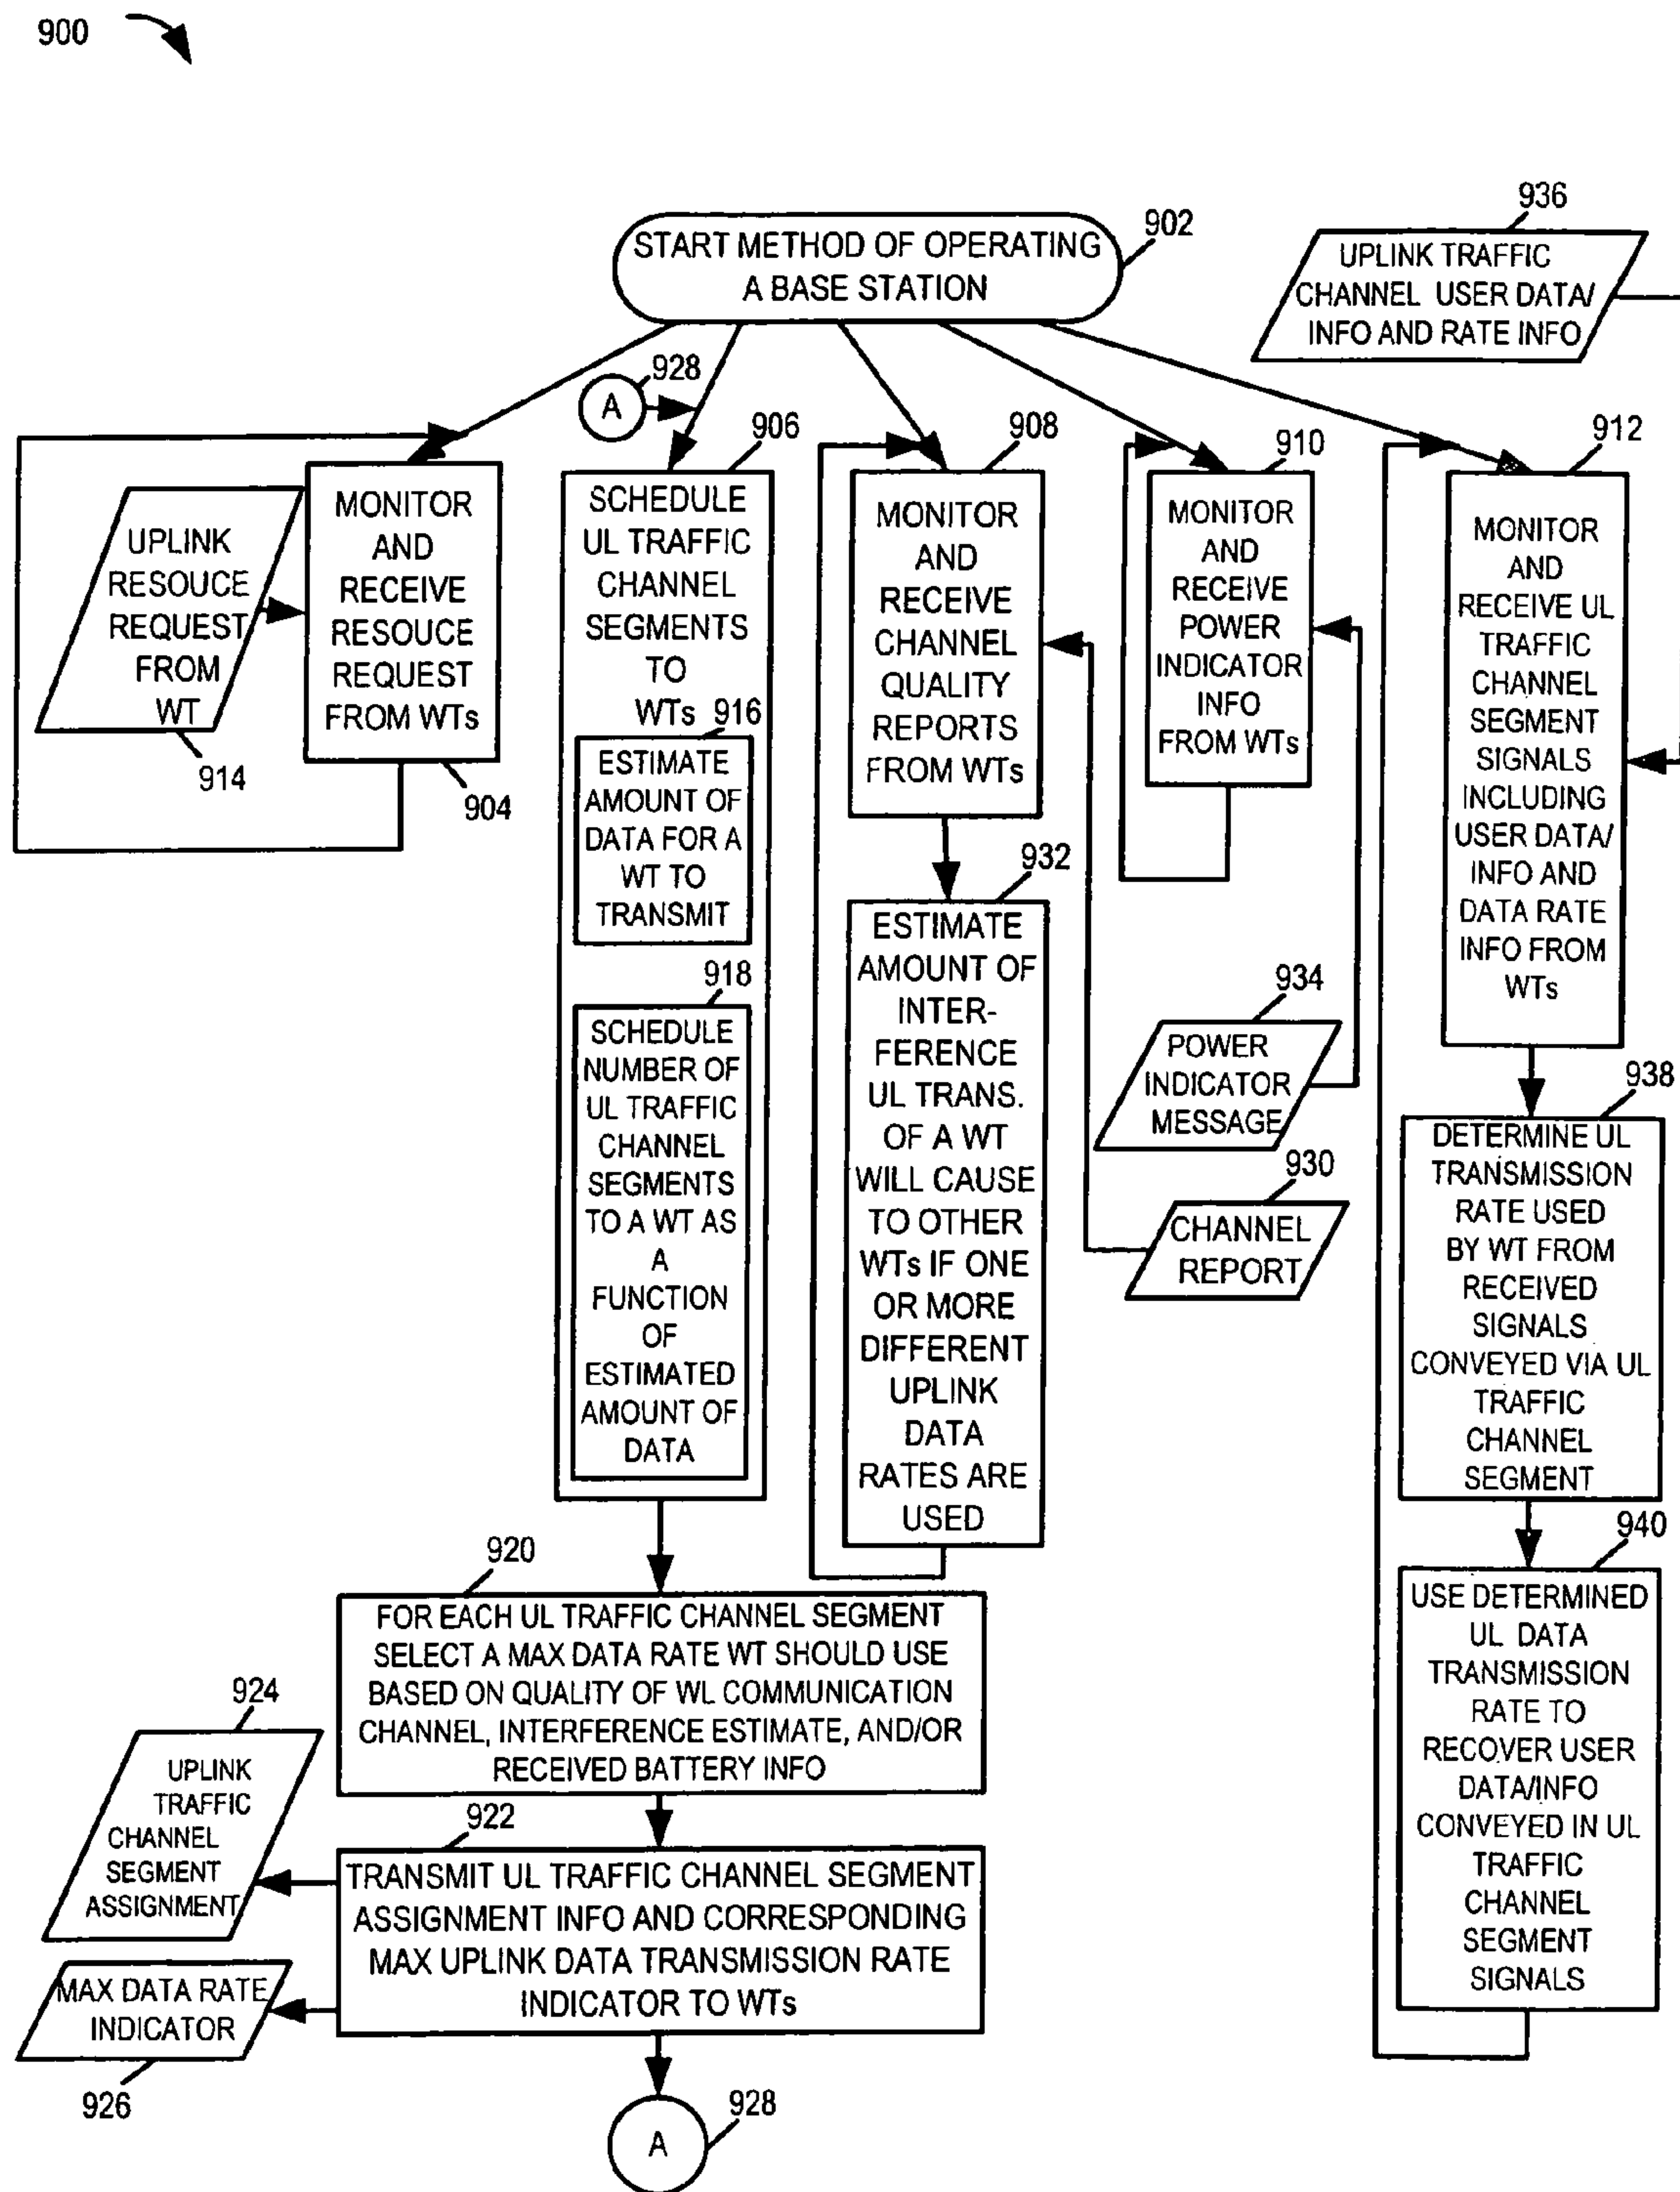 900
START METHOD OF OPERATING
A BASE STATION
902
936
UPLINK TRAFFIC
CHANNEL USER DATA/
INFO AND RATE INFO
A
928
914
UPLINK
RESOUCE
REQUEST
FROM
WT
904
MONITOR
AND
RECEIVE
RESOUCE
REQUEST
FROM WTs
906
SCHEDULE
UL TRAFFIC
CHANNEL
SEGMENTS
TO
WTs
916
ESTIMATE
AMOUNT OF
DATA FOR A
WT TO
TRANSMIT
918
SCHEDULE
NUMBER OF
UL TRAFFIC
CHANNEL
SEGMENTS
TO A WT AS
A
FUNCTION
OF
ESTIMATED
AMOUNT OF
DATA
908
MONITOR
AND
RECEIVE
CHANNEL
QUALITY
REPORTS
FROM WTs
932
ESTIMATE
AMOUNT OF
INTER-
FERENCE
UL TRANS.
OF A WT
WILL CAUSE
TO OTHER
WTs IF ONE
OR MORE
DIFFERENT
UPLINK
DATA
RATES ARE
USED
910
MONITOR
AND
RECEIVE
POWER
INDICATOR
INFO
FROM WTs
934
POWER
INDICATOR
MESSAGE
930
CHANNEL
REPORT
912
MONITOR
AND
RECEIVE UL
TRAFFIC
CHANNEL
SEGMENT
SIGNALS
INCLUDING
USER DATA/
INFO AND
DATA RATE
INFO FROM
WTs
938
DETERMINE UL
TRANSMISSION
RATE USED
BY WT FROM
RECEIVED
SIGNALS
CONVEYED VIA UL
TRAFFIC
CHANNEL
SEGMENT
940
USE DETERMINED
UL DATA
TRANSMISSION
RATE TO
RECOVER USER
DATA/INFO
CONVEYED IN UL
TRAFFIC
CHANNEL
SEGMENT
SIGNALS
920
FOR EACH UL TRAFFIC CHANNEL SEGMENT
SELECT A MAX DATA RATE WT SHOULD USE
BASED ON QUALITY OF WL COMMUNICATION
CHANNEL, INTERFERENCE ESTIMATE, AND/OR
RECEIVED BATTERY INFO
922
TRANSMIT UL TRAFFIC CHANNEL SEGMENT
ASSIGNMENT INFO AND CORRESPONDING
MAX UPLINK DATA TRANSMISSION RATE
INDICATOR TO WTs
924
UPLINK
TRAFFIC
CHANNEL
SEGMENT
ASSIGNMENT
MAX DATA RATE
INDICATOR
926
A
928